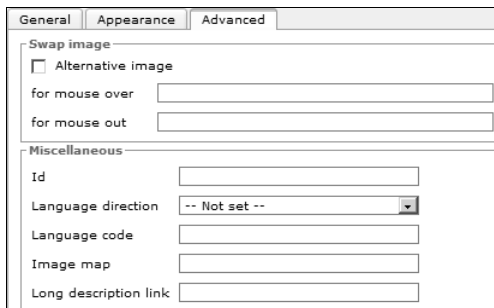 General Appearance Advanced
Swap image
Alternative image
for mouse over
for mouse out
Miscellaneous
Id
Language direction -- Not set --
Language code
Image map
Long description link